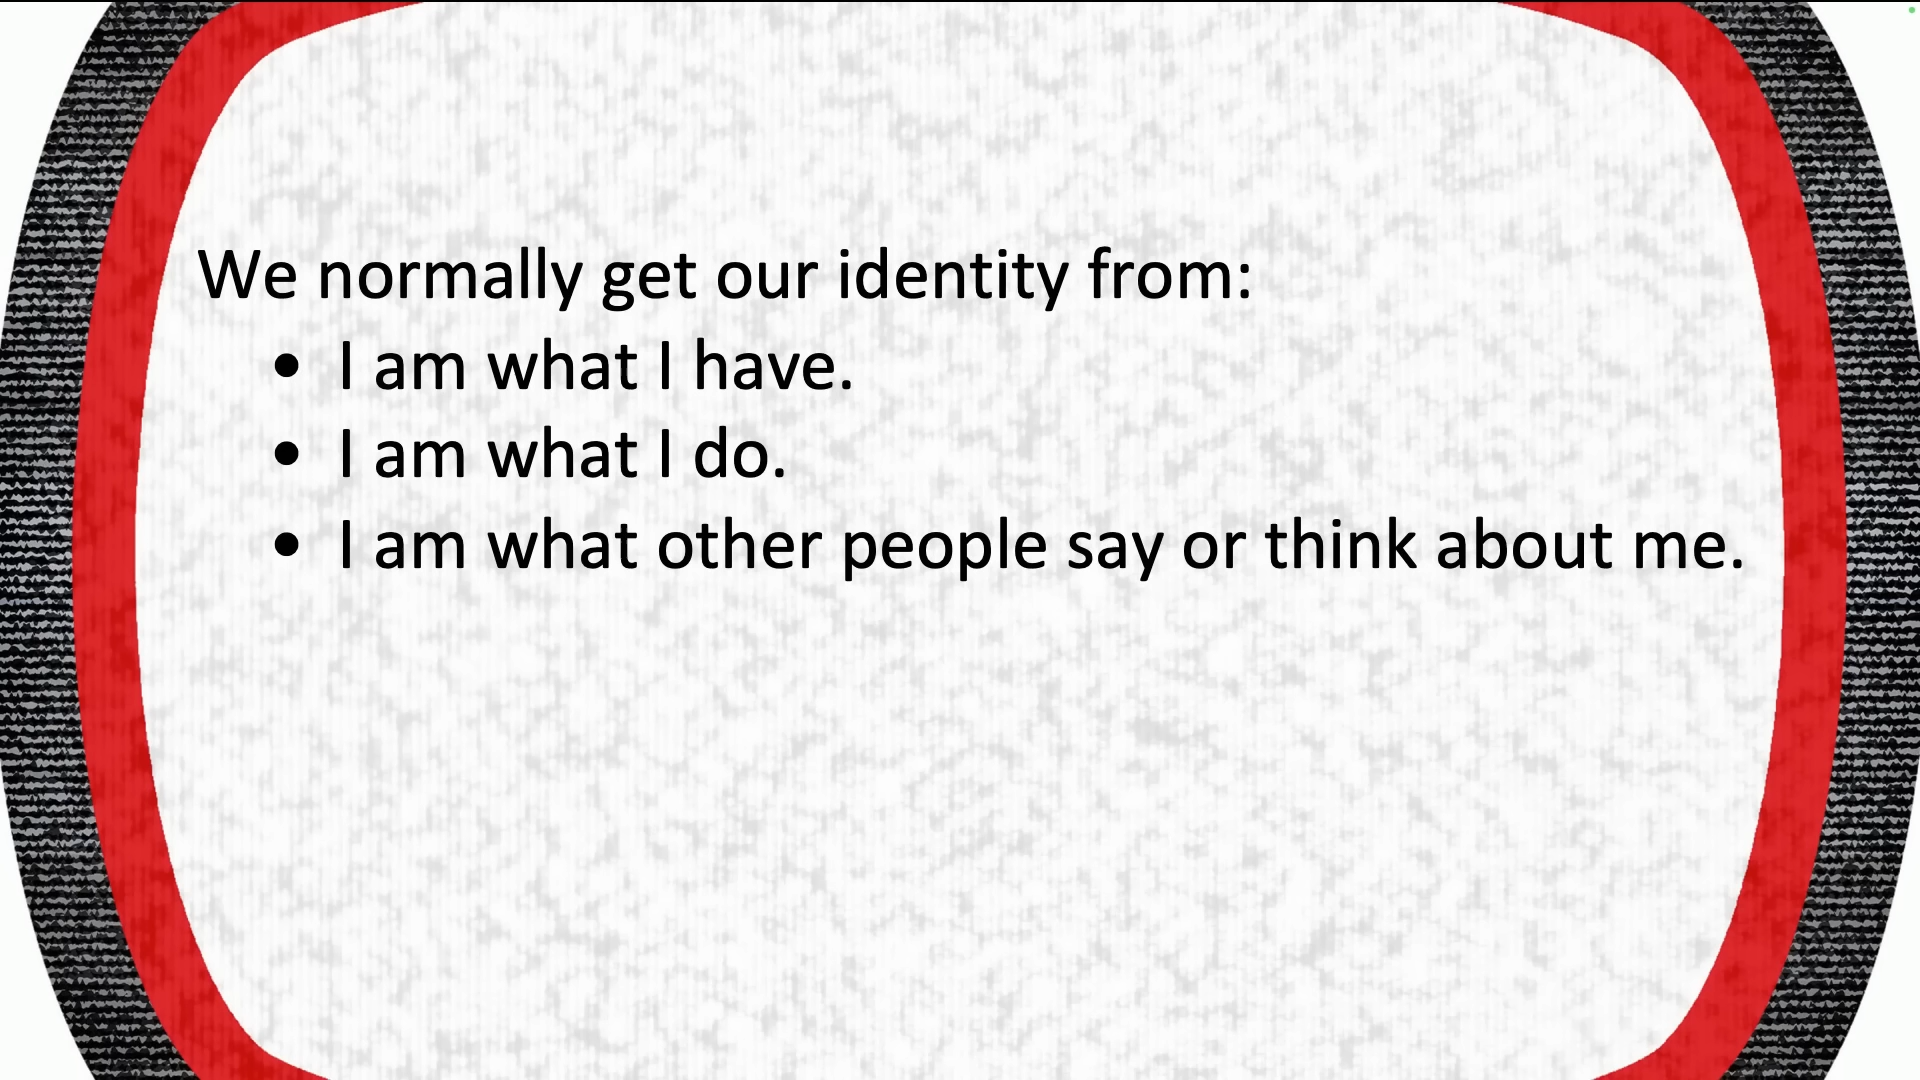 We normally get our identity from:
• I am what I have.
• I am what I do.
• I am what other people say or think about me.